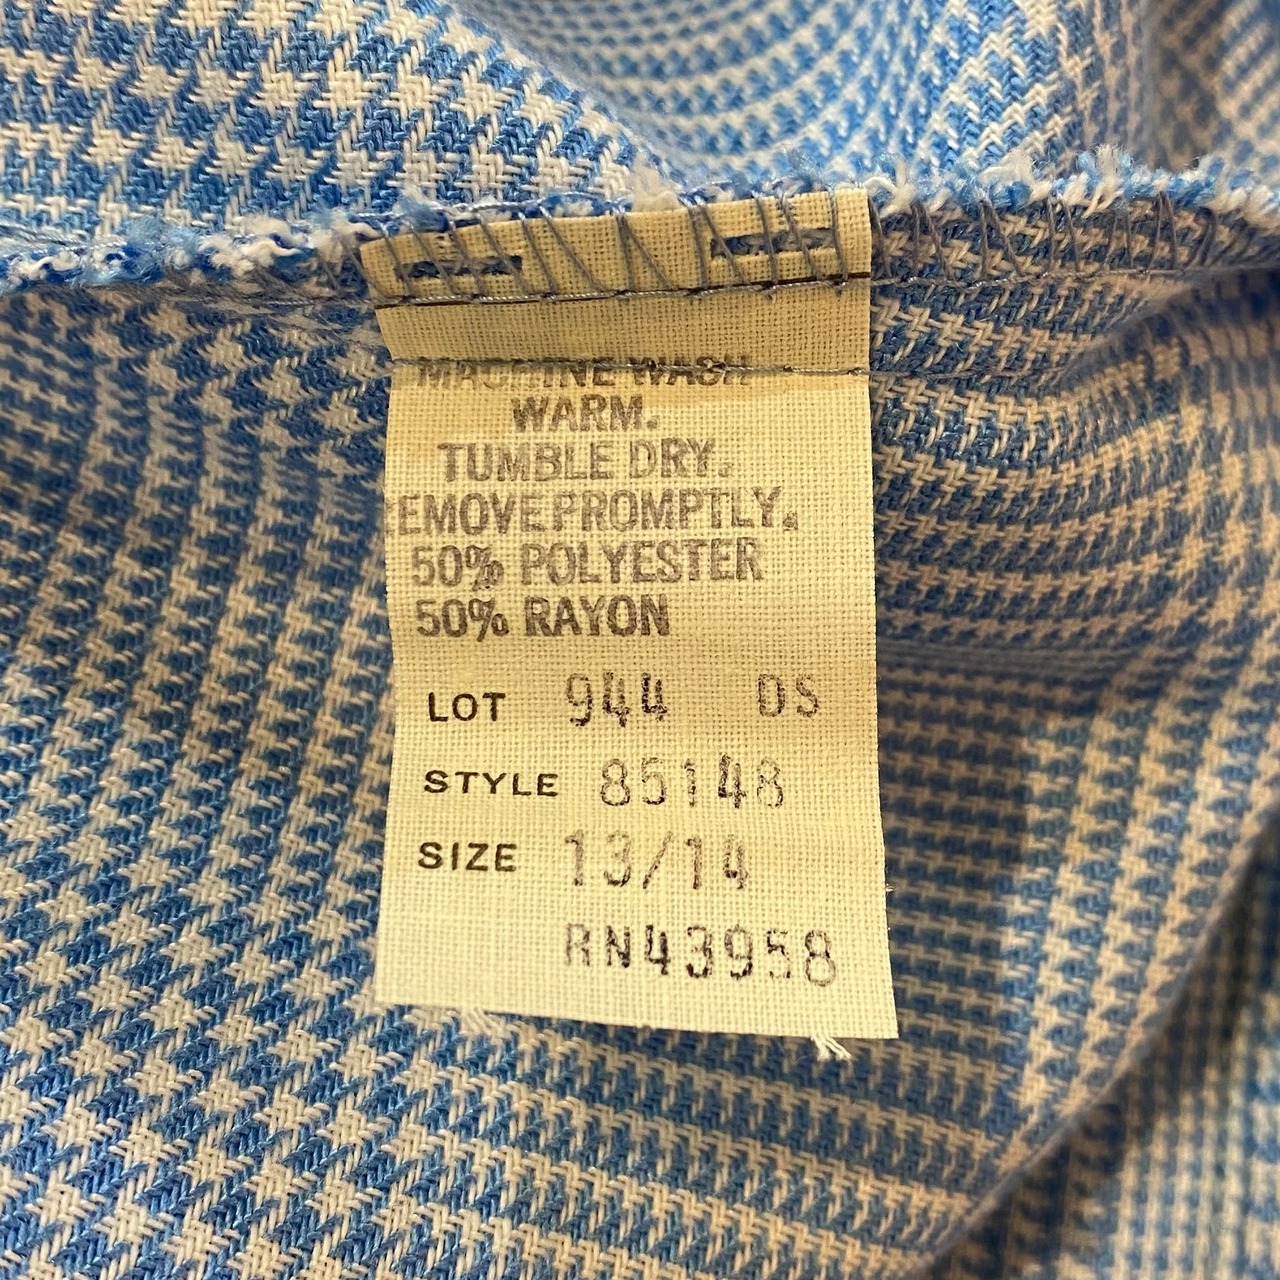 MACHINE WASH
WARM.
TUMBLE DRY.
EMOVE PROMPTLY.
50% POLYESTER
50% RAYON
LOT 944 DS
STYLE 85148
SIZE 13/14
RN43958